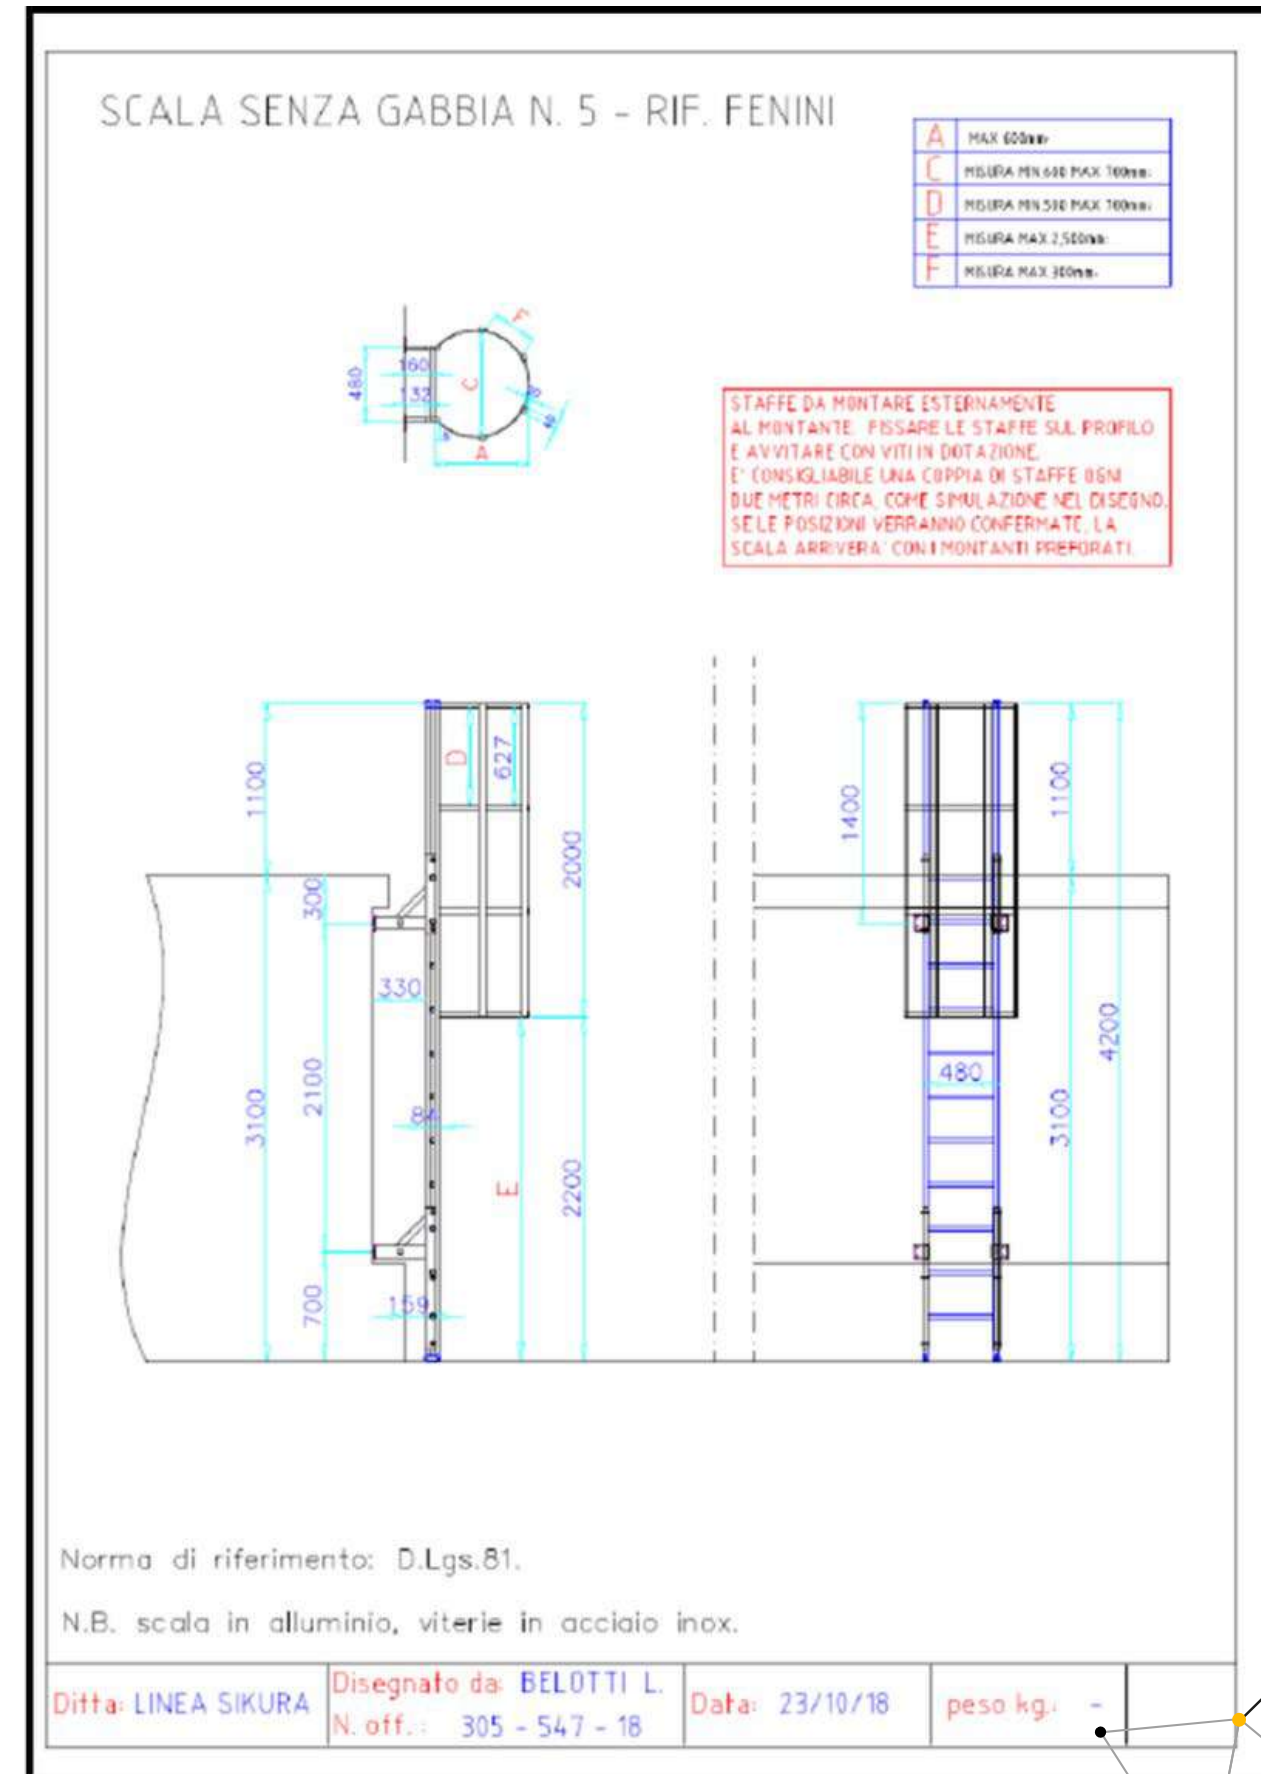 SCALA SENZA GABBIA N. 5 - RIF. FENINI
A MAX 600mm.
C MISURA MIN 600 MAX 700mm.
D MISURA MIN 500 MAX 700mm.
E MISURA MAX 2,500mm.
F MISURA MAX 300mm.
F
160
480
C
132
A
STAFFE DA MONTARE ESTERNAMENTE
AL MONTANTE. FISSARE LE STAFFE SUL PROFILO
E AVVITARE CON VITI IN DOTAZIONE.
E' CONSIGLIABILE UNA COPPIA DI STAFFE OGNI
DUE METRI CIRCA, COME SIMULAZIONE NEL DISEGNO.
SE LE POSIZIONI VERRANNO CONFERMATE, LA
SCALA ARRIVERA' CON I MONTANTI PREFORATI.
1100
D
627
2000
300
330
2100
3100
84
E
2200
700
159
1400
1100
480
4200
3100
Norma di riferimento: D.Lgs.81.
N.B. scala in alluminio, viterie in acciaio inox.
Ditta: LINEA SIKURA
Disegnato da: BELOTTI L.
N. off.: 305 - 547 - 18
Data: 23/10/18
peso kg.: -